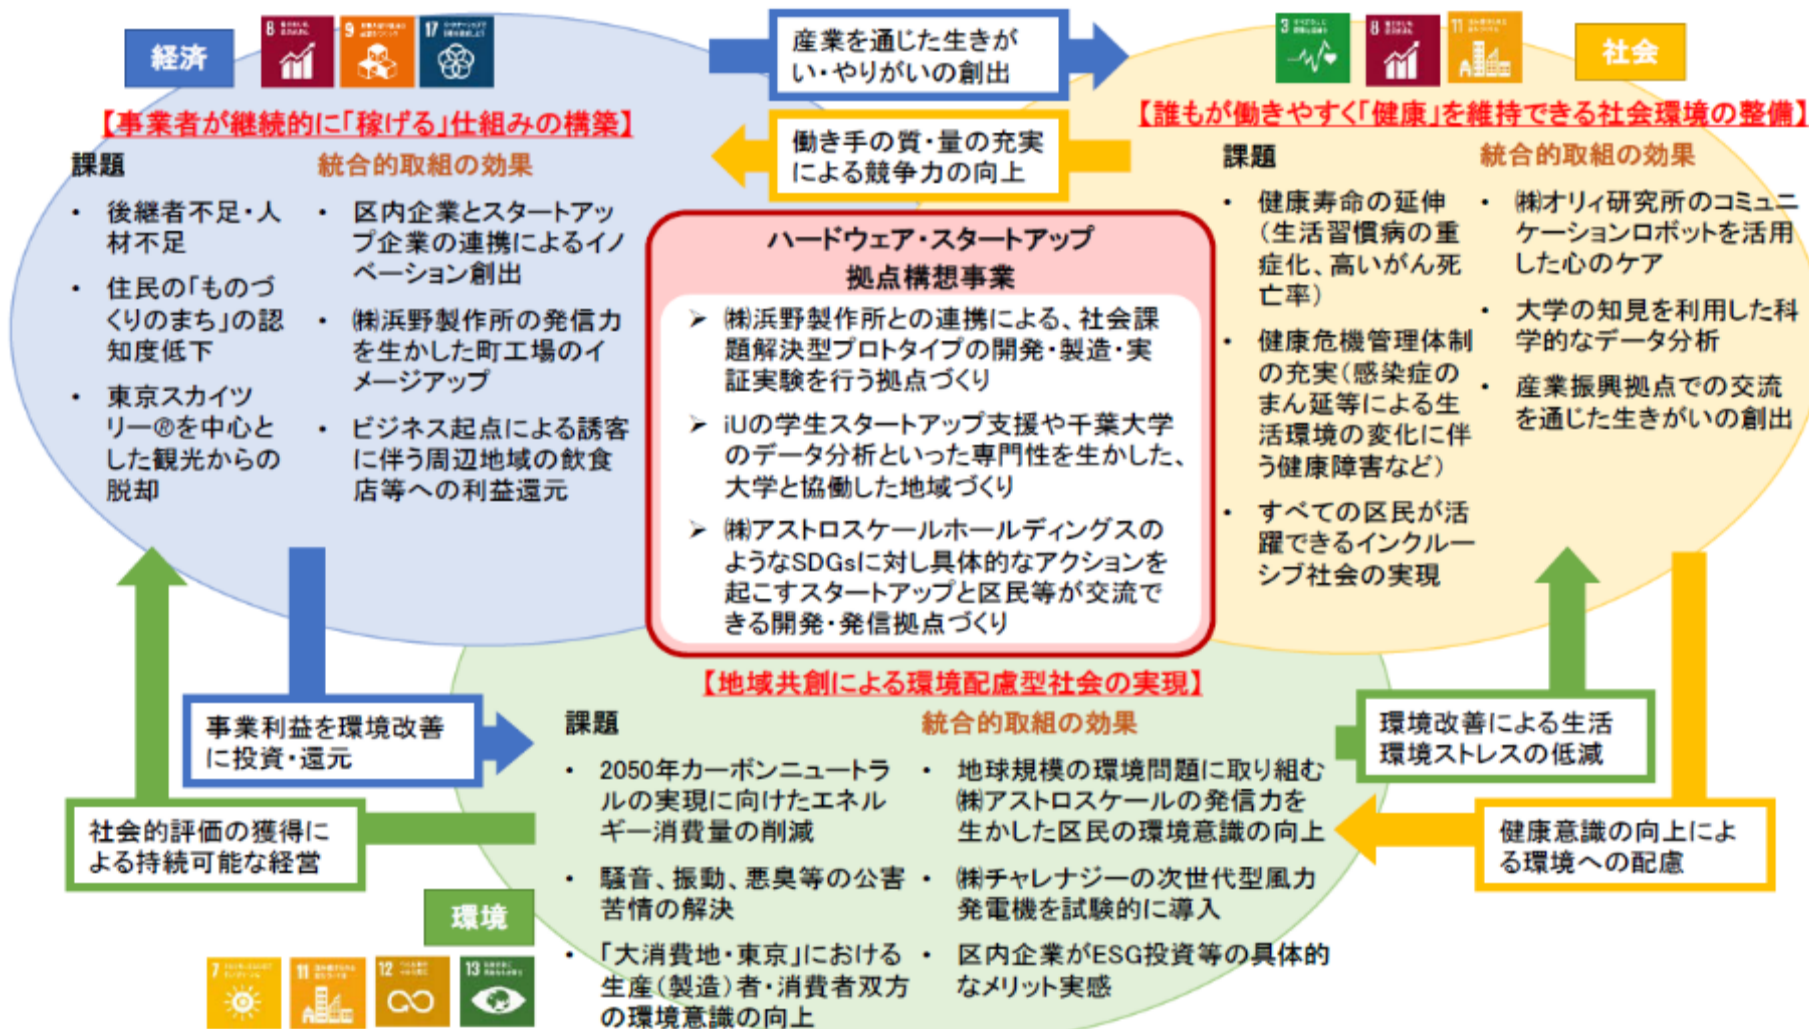 経済
8
9
17
産業を通じた生きが
い・やりがいの創出
3
8
11
社会
【事業者が継続的に「稼げる」仕組みの構築】
働き手の質・量の充実
による競争力の向上
【誰もが働きやすく「健康」を維持できる社会環境の整備】
課題
・ 後継者不足・人
材不足
・ 住民の「ものづ
くりのまち」の認
知度低下
・ 東京スカイツ
リー®を中心と
した観光からの
脱却
統合的取組の効果
・ 区内企業とスタートアッ
プ企業の連携によるイノ
ベーション創出
・ ㈱浜野製作所の発信力
を生かした町工場のイ
メージアップ
・ ビジネス起点による誘客
に伴う周辺地域の飲食
店等への利益還元
ハードウェア・スタートアップ
拠点構想事業
➢ ㈱浜野製作所との連携による、社会課
題解決型プロトタイプの開発・製造・実
証実験を行う拠点づくり
➢ iUの学生スタートアップ支援や千葉大学
のデータ分析といった専門性を生かした、
大学と協働した地域づくり
➢ ㈱アストロスケールホールディングスの
ようなSDGsに対し具体的なアクションを
起こすスタートアップと区民等が交流で
きる開発・発信拠点づくり
課題
・ 健康寿命の延伸
（生活習慣病の重
症化、高いがん死
亡率）
・ 健康危機管理体制
の充実（感染症の
まん延等による生
活環境の変化に伴
う健康障害など）
・ すべての区民が活
躍できるインクルー
シブ社会の実現
統合的取組の効果
・ ㈱オリィ研究所のコミュニ
ケーションロボットを活用
した心のケア
・ 大学の知見を利用した科
学的なデータ分析
・ 産業振興拠点での交流
を通じた生きがいの創出
【地域共創による環境配慮型社会の実現】
事業利益を環境改善
に投資・還元
社会的評価の獲得に
よる持続可能な経営
課題
・ 2050年カーボンニュートラ
ルの実現に向けたエネル
ギー消費量の削減
・ 騒音、振動、悪臭等の公害
苦情の解決
・ 「大消費地・東京」における
生産（製造）者・消費者双方
の環境意識の向上
統合的取組の効果
・ 地球規模の環境問題に取り組む
㈱アストロスケールの発信力を
生かした区民の環境意識の向上
・ ㈱チャレナジーの次世代型風力
発電機を試験的に導入
・ 区内企業がESG投資等の具体的
なメリット実感
環境改善による生活
環境ストレスの低減
健康意識の向上によ
る環境への配慮
環境
7
11
12
13